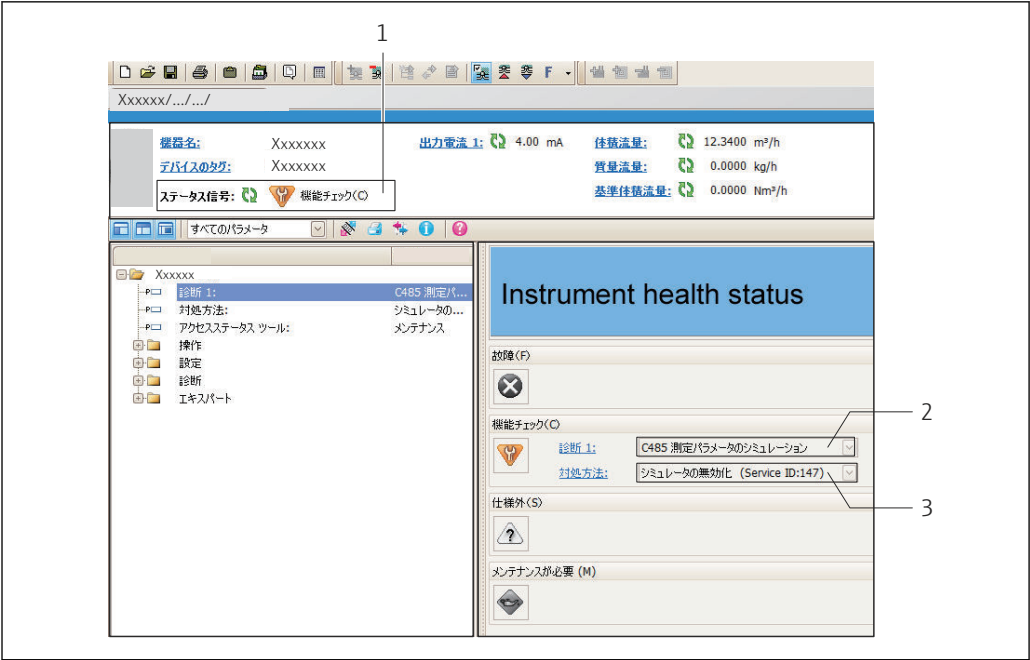 1
Xxxxxx/.../.../
機器名: Xxxxxxx 出力電流 1: 4.00 mA 体積流量: 12.3400 m³/h
デバイスのタグ: Xxxxxxx 質量流量: 0.0000 kg/h
ステータス信号: 機能チェック(C) 基準体積流量: 0.0000 Nm³/h
F
すべてのパラメータ
Xxxxxx
診断 1: C485 測定パ...
対処方法: シミュレータの...
アクセスステータス ツール: メンテナンス
操作
設定
診断
エキスパート
Instrument health status
故障(F)
機能チェック(C)
診断 1: C485 測定パラメータのシミュレーション
2
対処方法: シミュレータの無効化 (Service ID:147)
3
仕様外(S)
メンテナンスが必要 (M)